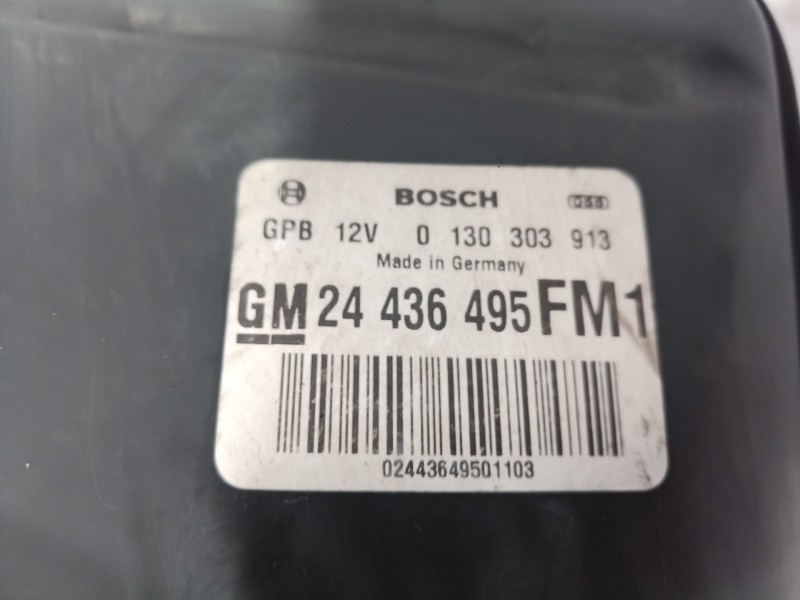 BOSCH
GPB 12V 0 130 303 913
Made in Germany
GM 24 436 495 FM1
02443649501103